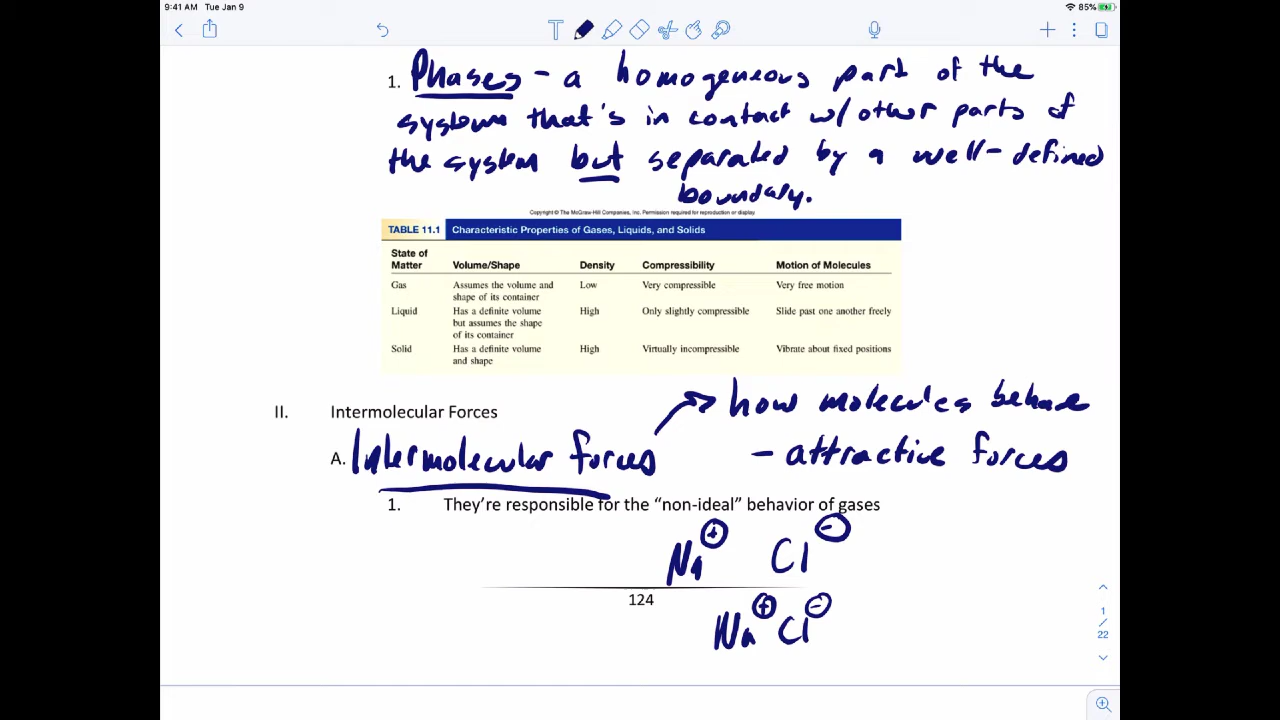 9:41 AM Tue Jan 9
85%
1. Phases - a homogeneous part of the
system that's in contact w/ other parts of
the system but separated by a well-defined
boundary.
Copyright © The McGraw-Hill Companies, Inc. Permission required for reproduction or display
TABLE 11.1 Characteristic Properties of Gases, Liquids, and Solids
State of
Matter Volume/Shape Density Compressibility Motion of Molecules
Gas Assumes the volume and Low Very compressible Very free motion
shape of its container
Liquid Has a definite volume High Only slightly compressible Slide past one another freely
but assumes the shape
of its container
Solid Has a definite volume High Virtually incompressible Vibrate about fixed positions
and shape
II. Intermolecular Forces
how molecules behave
A. Intermolecular forces
- attractive forces
1. They're responsible for the "non-ideal" behavior of gases
Na + Cl -
124
Na + Cl -
1
/
22